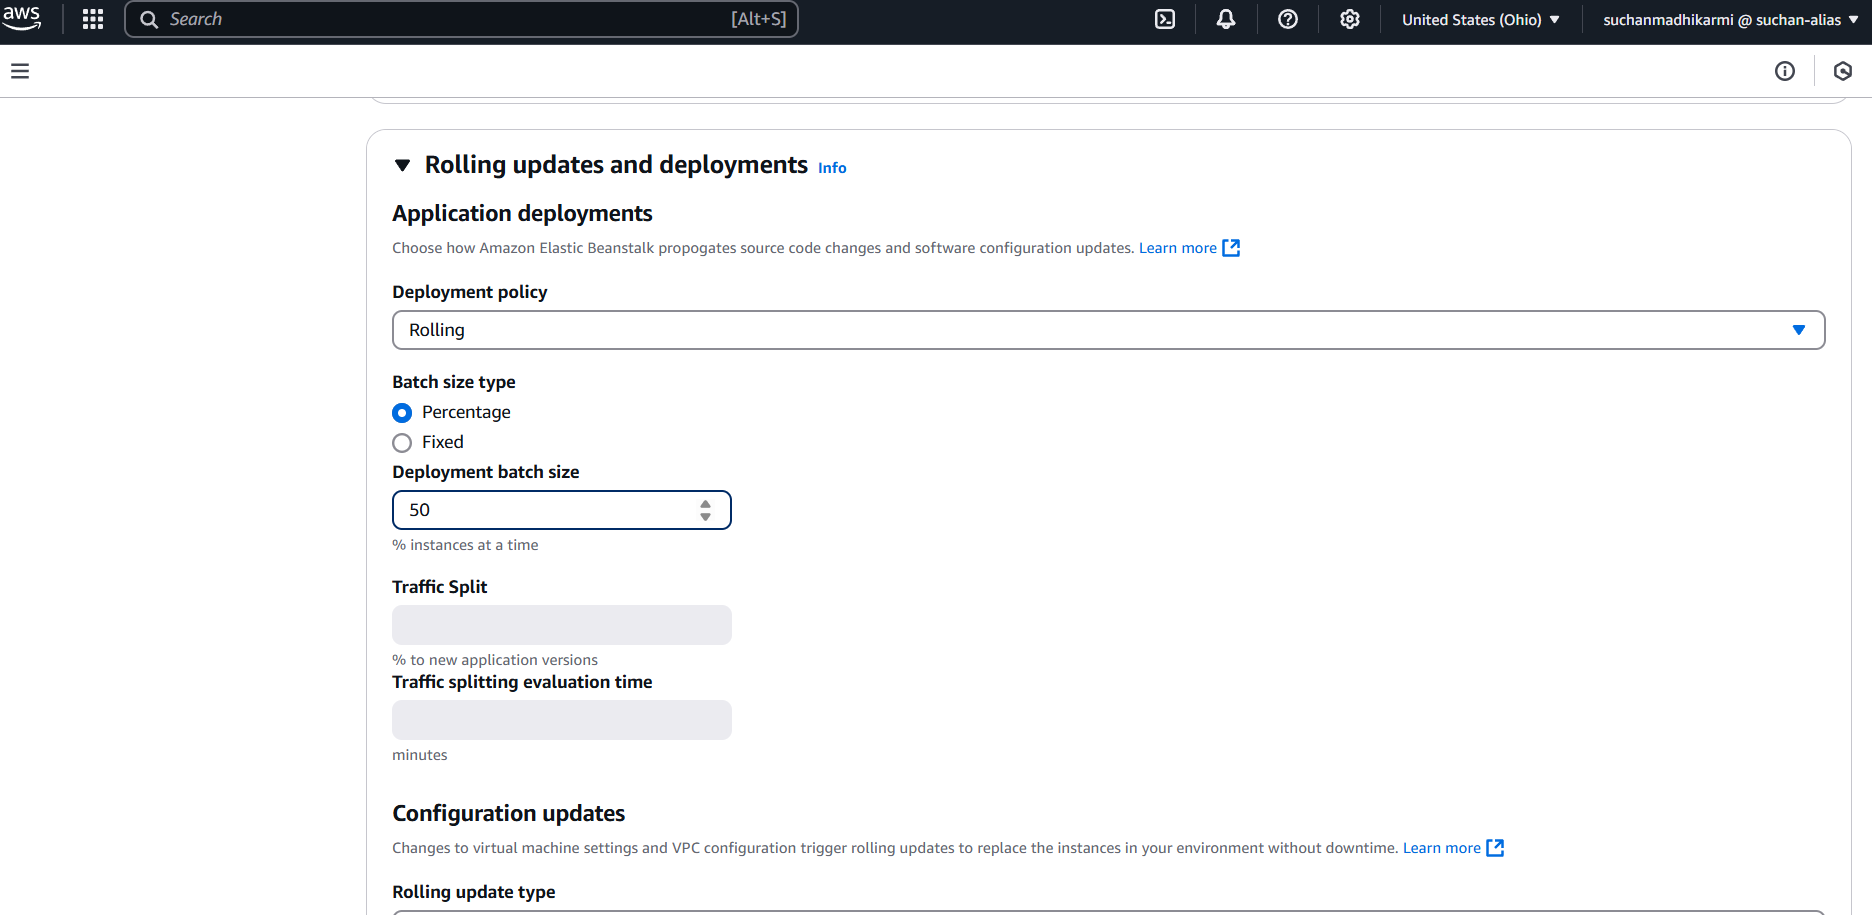 aws
Search [Alt+S] United States (Ohio) suchanmadhikarmi @ suchan-alias
Rolling updates and deployments Info
Application deployments
Choose how Amazon Elastic Beanstalk propogates source code changes and software configuration updates. Learn more
Deployment policy
Rolling
Batch size type
Percentage
Fixed
Deployment batch size
50
% instances at a time
Traffic Split
% to new application versions
Traffic splitting evaluation time
minutes
Configuration updates
Changes to virtual machine settings and VPC configuration trigger rolling updates to replace the instances in your environment without downtime. Learn more
Rolling update type